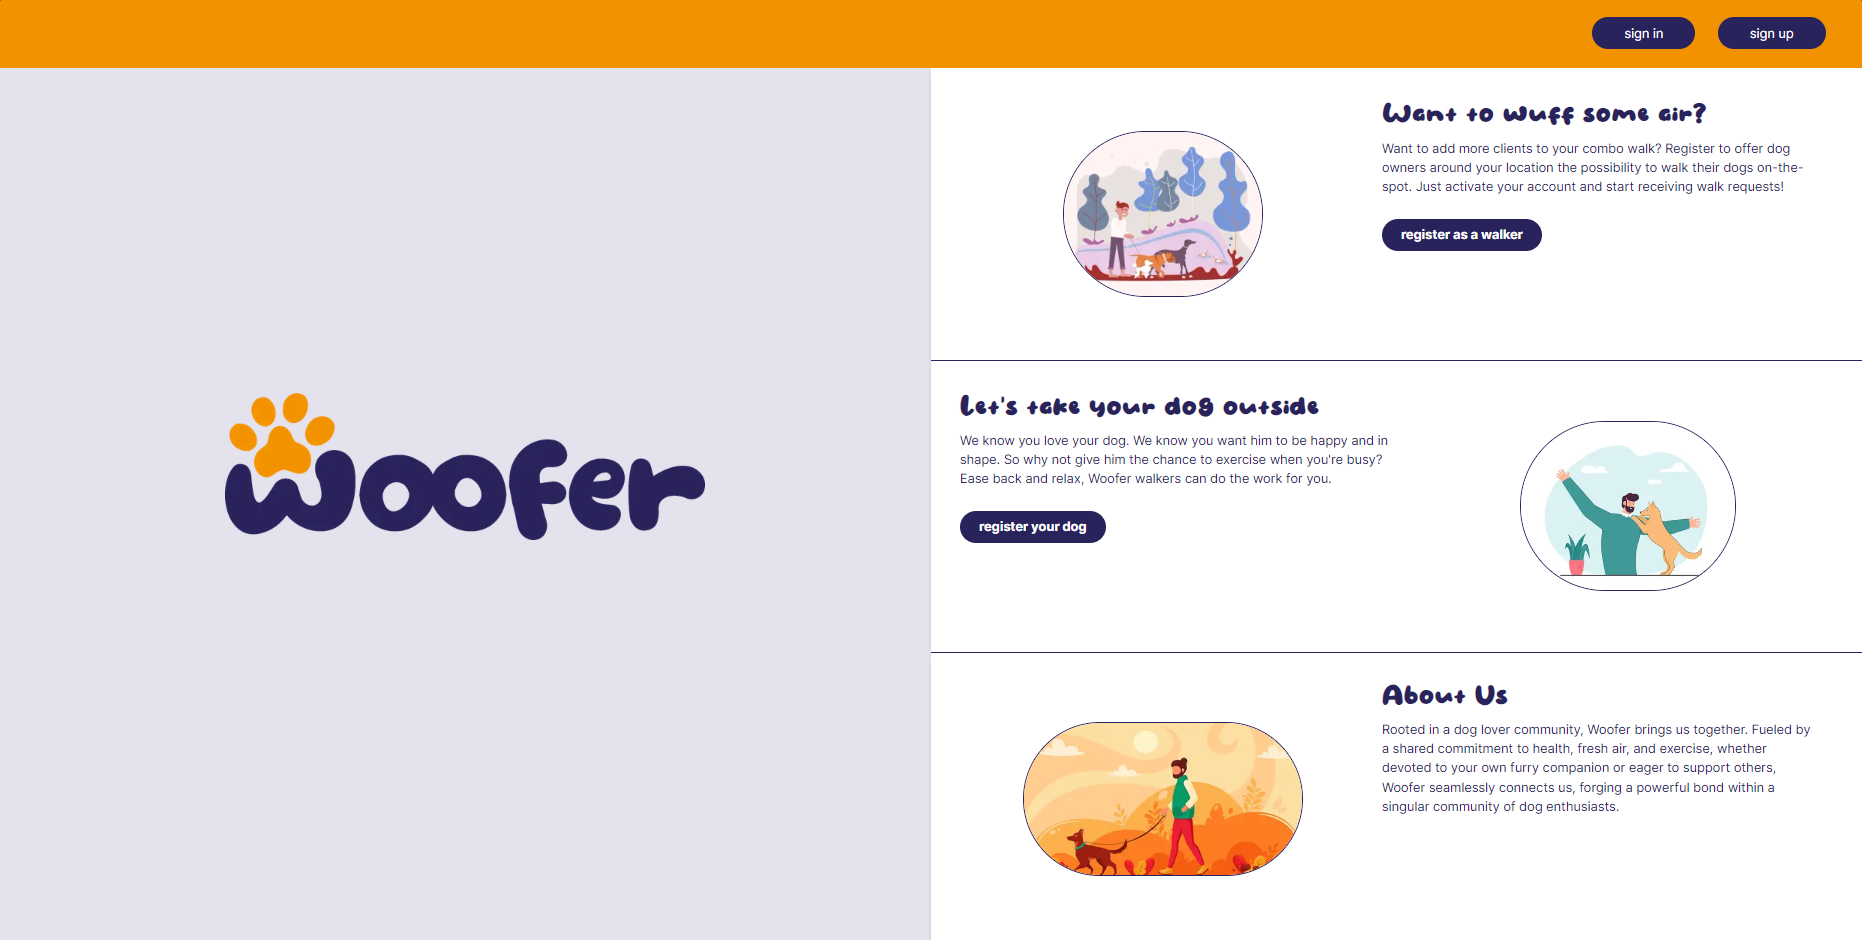 sign in
sign up
woofer
Want to wuff some air?
Want to add more clients to your combo walk? Register to offer dog
owners around your location the possibility to walk their dogs on-the-
spot. Just activate your account and start receiving walk requests!
register as a walker
Let's take your dog outside
We know you love your dog. We know you want him to be happy and in
shape. So why not give him the chance to exercise when you're busy?
Ease back and relax, Woofer walkers can do the work for you.
register your dog
About Us
Rooted in a dog lover community, Woofer brings us together. Fueled by
a shared commitment to health, fresh air, and exercise, whether
devoted to your own furry companion or eager to support others,
Woofer seamlessly connects us, forging a powerful bond within a
singular community of dog enthusiasts.